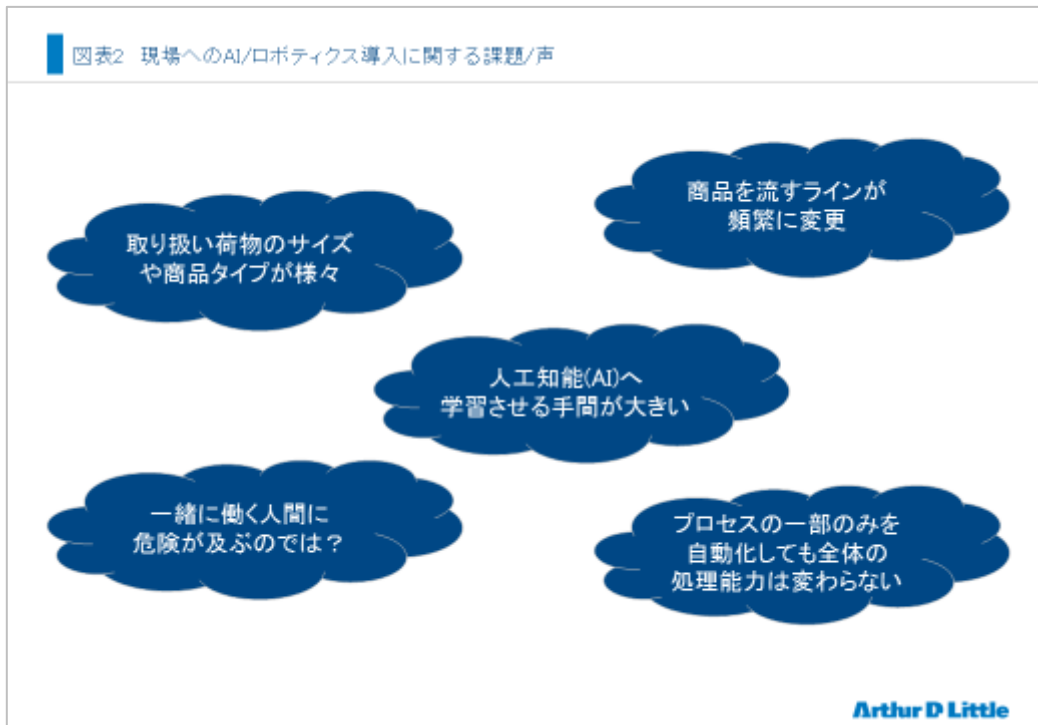 図表2 現場へのAI/ロボティクス導入に関する課題/声
商品を流すラインが
頻繁に変更
取り扱い荷物のサイズ
や商品タイプが様々
人工知能(AI)へ
学習させる手間が大きい
一緒に働く人間に
危険が及ぶのでは？
プロセスの一部のみを
自動化しても全体の
処理能力は変わらない
Arthur D Little